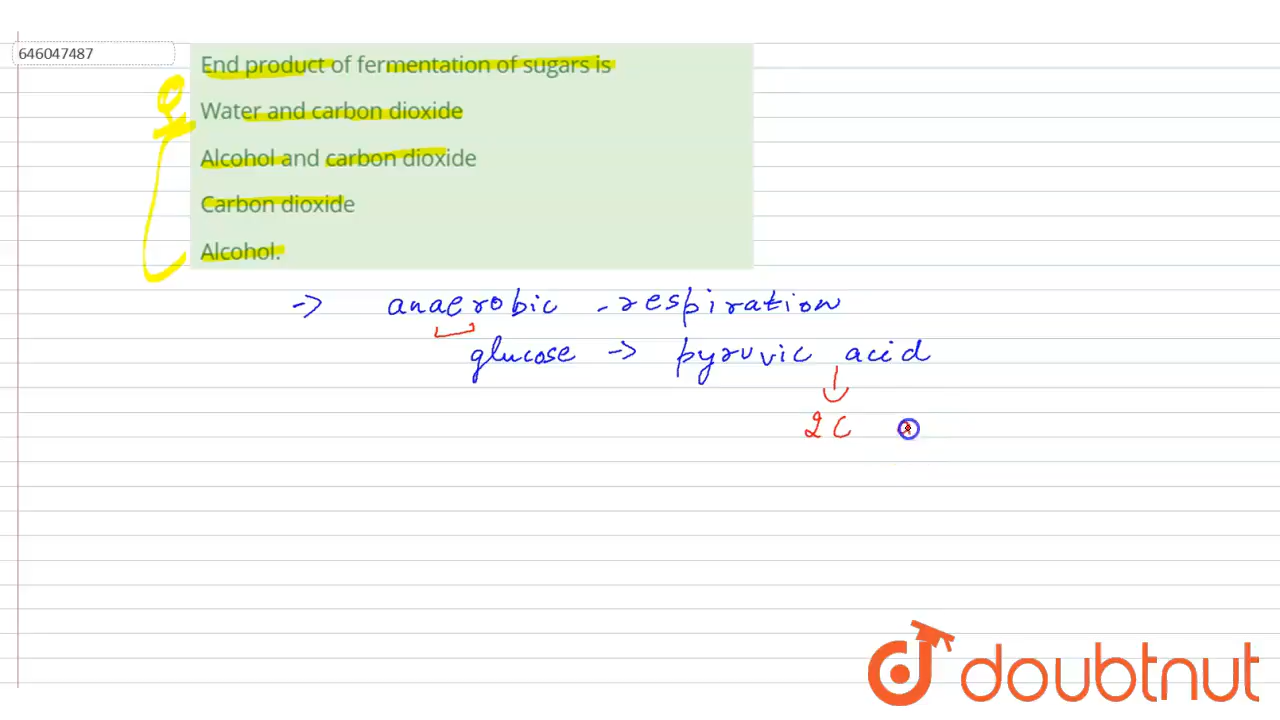 646047487
End product of fermentation of sugars is
Water and carbon dioxide
Alcohol and carbon dioxide
Carbon dioxide
Alcohol.
-> anaerobic - respiration
glucose -> pyruvic acid
2C
doubtnut